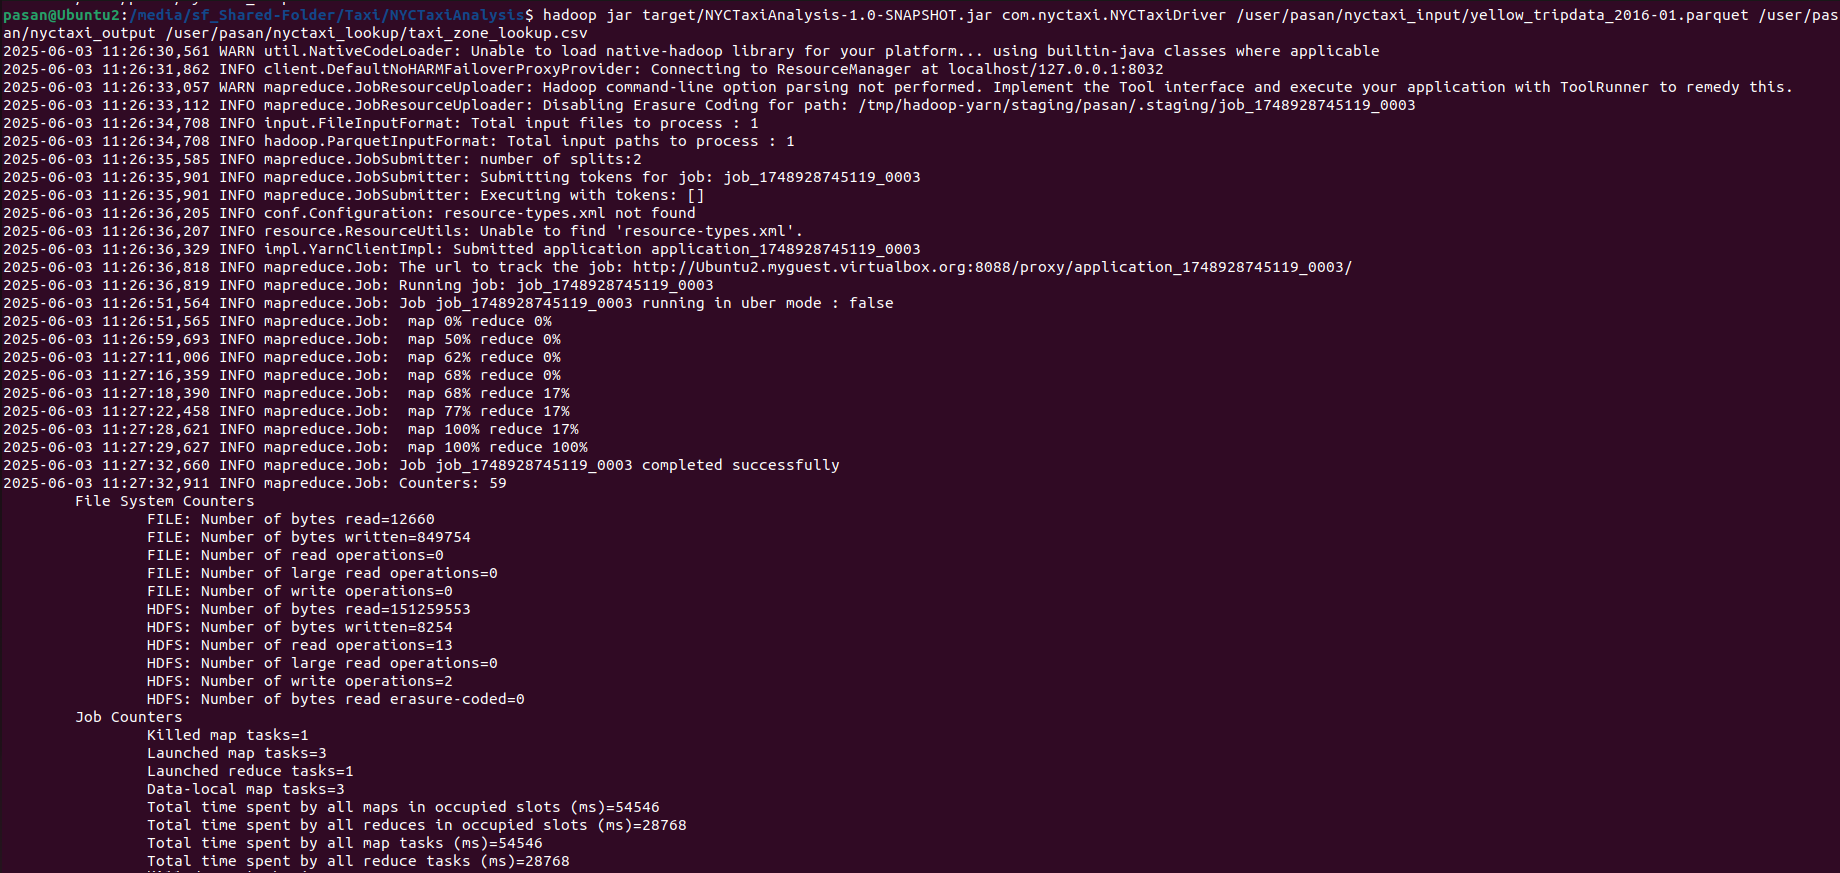 pasan@Ubuntu2:/media/sf_Shared-Folder/Taxi/NYCTaxiAnalysis$ hadoop jar target/NYCTaxiAnalysis-1.0-SNAPSHOT.jar com.nyctaxi.NYCTaxiDriver /user/pasan/nyctaxi_input/yellow_tripdata_2016-01.parquet /user/pas
an/nyctaxi_output /user/pasan/nyctaxi_lookup/taxi_zone_lookup.csv
2025-06-03 11:26:30,561 WARN util.NativeCodeLoader: Unable to load native-hadoop library for your platform... using builtin-java classes where applicable
2025-06-03 11:26:31,862 INFO client.DefaultNoHARMFailoverProxyProvider: Connecting to ResourceManager at localhost/127.0.0.1:8032
2025-06-03 11:26:33,057 WARN mapreduce.JobResourceUploader: Hadoop command-line option parsing not performed. Implement the Tool interface and execute your application with ToolRunner to remedy this.
2025-06-03 11:26:33,112 INFO mapreduce.JobResourceUploader: Disabling Erasure Coding for path: /tmp/hadoop-yarn/staging/pasan/.staging/job_1748928745119_0003
2025-06-03 11:26:34,708 INFO input.FileInputFormat: Total input files to process : 1
2025-06-03 11:26:34,708 INFO hadoop.ParquetInputFormat: Total input paths to process : 1
2025-06-03 11:26:35,585 INFO mapreduce.JobSubmitter: number of splits:2
2025-06-03 11:26:35,901 INFO mapreduce.JobSubmitter: Submitting tokens for job: job_1748928745119_0003
2025-06-03 11:26:35,901 INFO mapreduce.JobSubmitter: Executing with tokens: []
2025-06-03 11:26:36,205 INFO conf.Configuration: resource-types.xml not found
2025-06-03 11:26:36,207 INFO resource.ResourceUtils: Unable to find 'resource-types.xml'.
2025-06-03 11:26:36,329 INFO impl.YarnClientImpl: Submitted application application_1748928745119_0003
2025-06-03 11:26:36,818 INFO mapreduce.Job: The url to track the job: http://Ubuntu2.myguest.virtualbox.org:8088/proxy/application_1748928745119_0003/
2025-06-03 11:26:36,819 INFO mapreduce.Job: Running job: job_1748928745119_0003
2025-06-03 11:26:51,564 INFO mapreduce.Job: Job job_1748928745119_0003 running in uber mode : false
2025-06-03 11:26:51,565 INFO mapreduce.Job:  map 0% reduce 0%
2025-06-03 11:26:59,693 INFO mapreduce.Job:  map 50% reduce 0%
2025-06-03 11:27:11,006 INFO mapreduce.Job:  map 62% reduce 0%
2025-06-03 11:27:16,359 INFO mapreduce.Job:  map 68% reduce 0%
2025-06-03 11:27:18,390 INFO mapreduce.Job:  map 68% reduce 17%
2025-06-03 11:27:22,458 INFO mapreduce.Job:  map 77% reduce 17%
2025-06-03 11:27:28,621 INFO mapreduce.Job:  map 100% reduce 17%
2025-06-03 11:27:29,627 INFO mapreduce.Job:  map 100% reduce 100%
2025-06-03 11:27:32,660 INFO mapreduce.Job: Job job_1748928745119_0003 completed successfully
2025-06-03 11:27:32,911 INFO mapreduce.Job: Counters: 59
File System Counters
FILE: Number of bytes read=12660
FILE: Number of bytes written=849754
FILE: Number of read operations=0
FILE: Number of large read operations=0
FILE: Number of write operations=0
HDFS: Number of bytes read=151259553
HDFS: Number of bytes written=8254
HDFS: Number of read operations=13
HDFS: Number of large read operations=0
HDFS: Number of write operations=2
HDFS: Number of bytes read erasure-coded=0
Job Counters
Killed map tasks=1
Launched map tasks=3
Launched reduce tasks=1
Data-local map tasks=3
Total time spent by all maps in occupied slots (ms)=54546
Total time spent by all reduces in occupied slots (ms)=28768
Total time spent by all map tasks (ms)=54546
Total time spent by all reduce tasks (ms)=28768